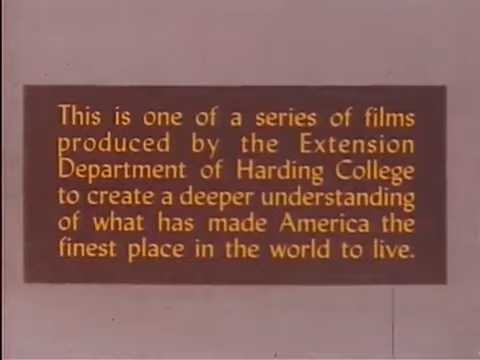 This is one of a series of films
produced by the Extension
Department of Harding College
to create a deeper understanding
of what has made America the
finest place in the world to live.